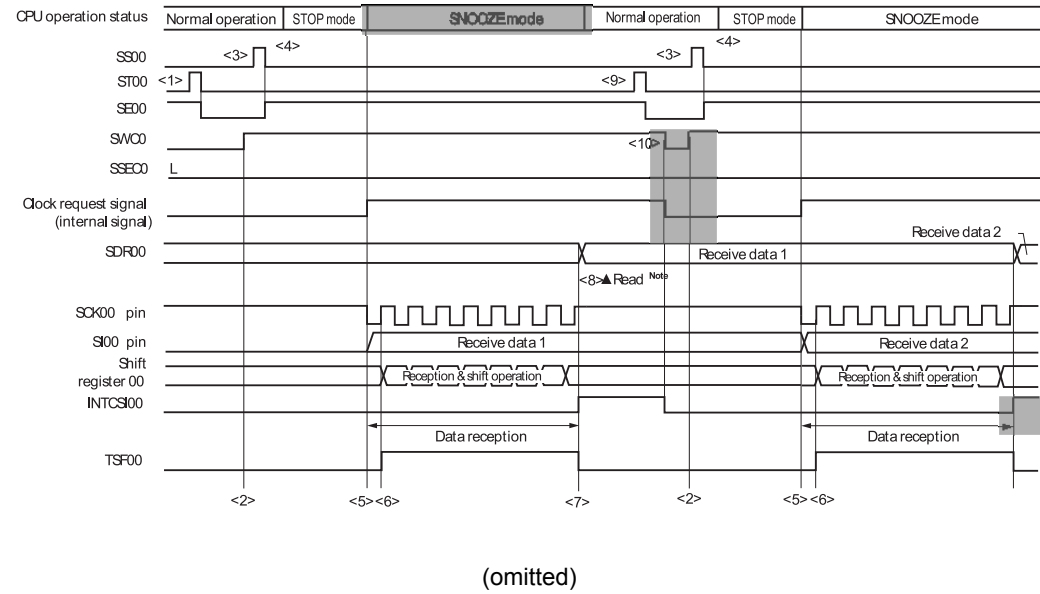 CPU operation status Normal operation STOP mode SNOOZE mode Normal operation STOP mode SNOOZE mode
<3> <4> <3> <4>
SS00
ST00 <1> <9>
SE00
SWC0 <10>
SSEC0 L
Clock request signal
(internal signal)
Receive data 2
SDR00 Receive data 1
<8>▲Read Note
SCK00 pin
SI00 pin Receive data 1 Receive data 2
Shift
register 00 Reception & shift operation Reception & shift operation
INTCSI00
Data reception Data reception
TSF00
<2> <5><6> <7> <2> <5><6>
(omitted)